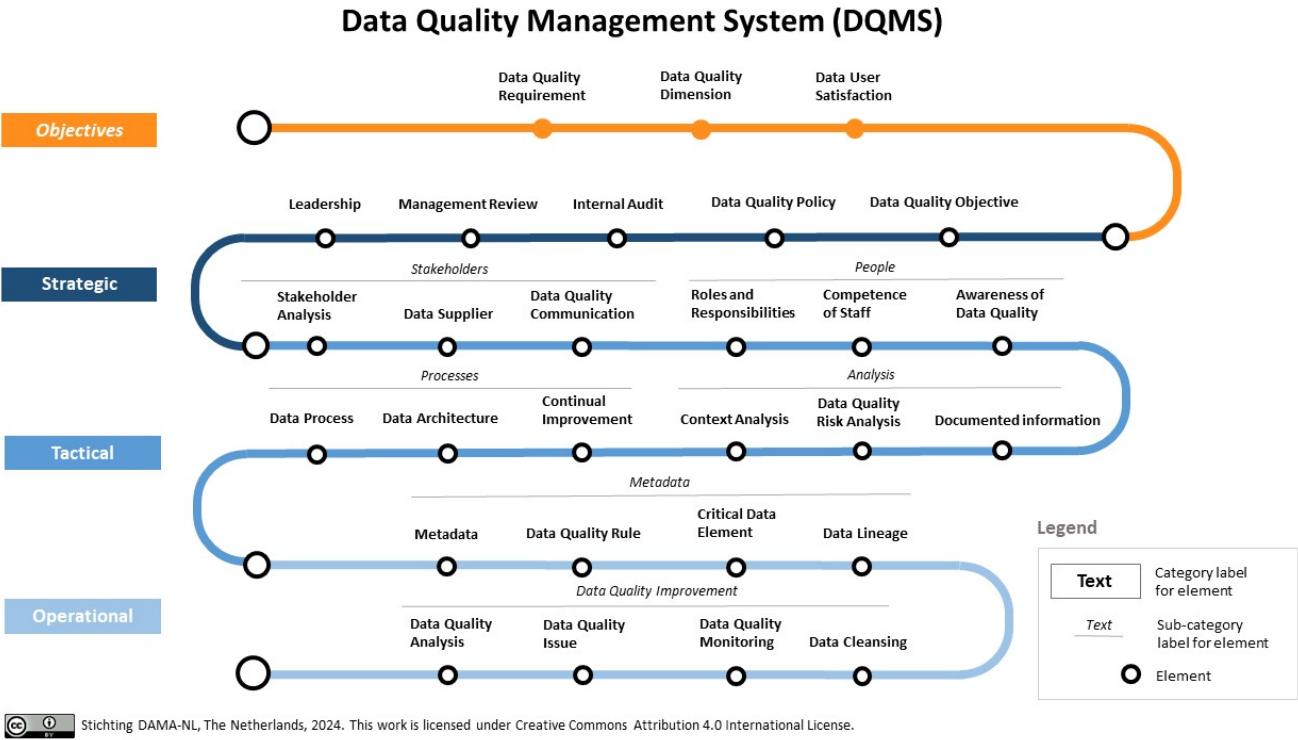 Data Quality Management System (DQMS)
Data Quality
Requirement
Data Quality
Dimension
Data User
Satisfaction
Objectives
Leadership
Management Review
Internal Audit
Data Quality Policy
Data Quality Objective
Strategic
Stakeholders
People
Stakeholder
Analysis
Data Supplier
Data Quality
Communication
Roles and
Responsibilities
Competence
of Staff
Awareness of
Data Quality
Processes
Analysis
Data Process
Data Architecture
Continual
Improvement
Context Analysis
Data Quality
Risk Analysis
Documented information
Tactical
Metadata
Metadata
Data Quality Rule
Critical Data
Element
Data Lineage
Data Quality Improvement
Operational
Data Quality
Analysis
Data Quality
Issue
Data Quality
Monitoring
Data Cleansing
Legend
Text
Category label
for element
Text
Sub-category
label for element
Element
cc
BY
Stichting DAMA-NL, The Netherlands, 2024. This work is licensed under Creative Commons Attribution 4.0 International License.